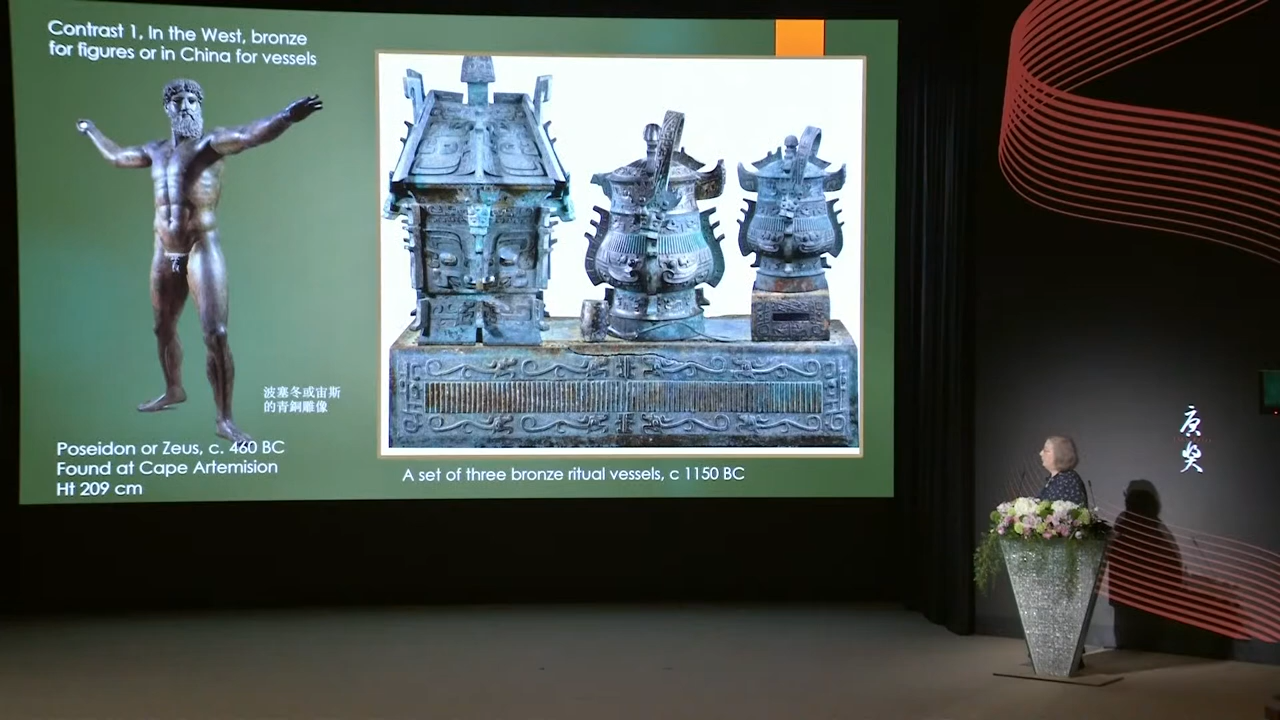 Contrast 1, In the West, bronze
for figures or in China for vessels
波塞冬或宙斯
的青銅雕像
Poseidon or Zeus, c. 460 BC
Found at Cape Artemision
Ht 209 cm
A set of three bronze ritual vessels, c 1150 BC
唐
獎